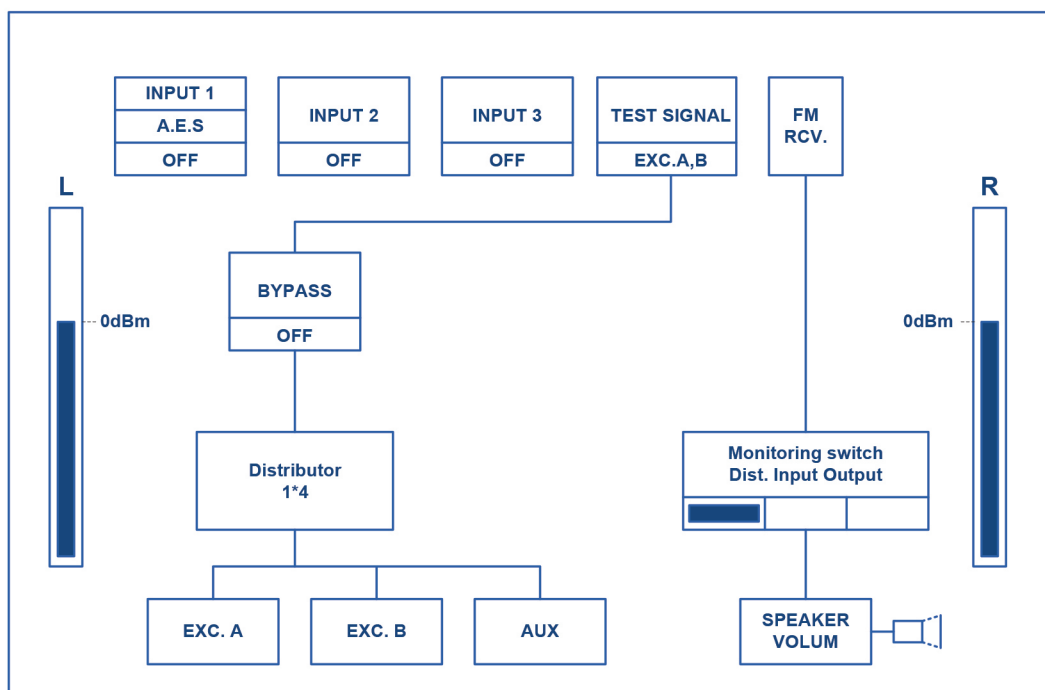 INPUT 1
A.E.S
OFF
INPUT 2
OFF
INPUT 3
OFF
TEST SIGNAL
EXC.A,B
FM
RCV.
L
R
BYPASS
OFF
0dBm
0dBm
Distributor
1*4
Monitoring switch
Dist. Input Output
EXC. A
EXC. B
AUX
SPEAKER
VOLUM